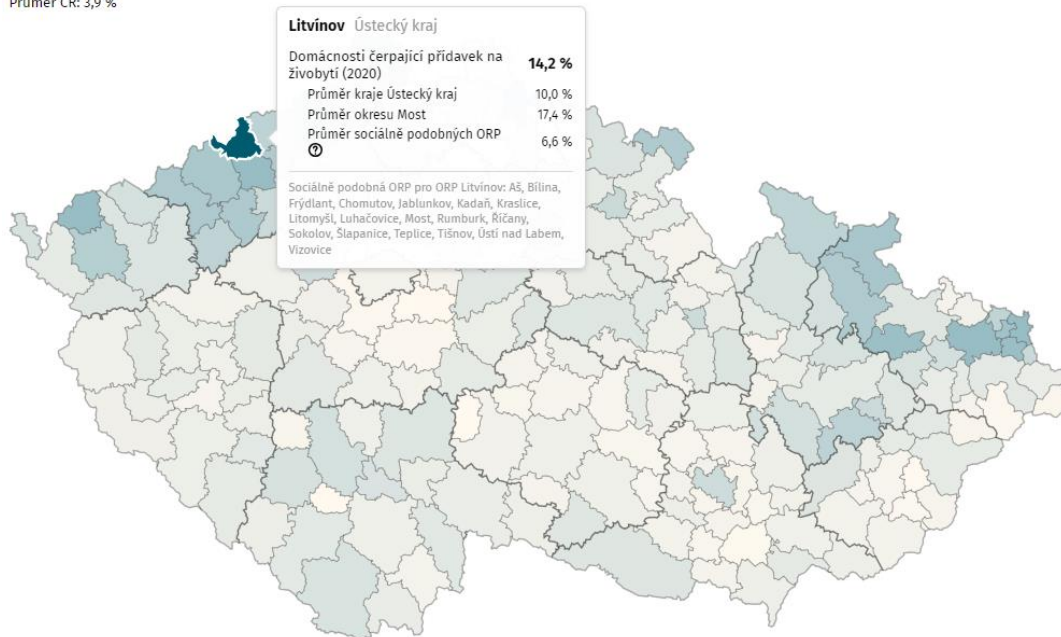 Průměr ČR: 3,9 %
Litvínov Ústecký kraj
Domácnosti čerpající přídavek na
živobytí (2020) 14,2 %
Průměr kraje Ústecký kraj 10,0 %
Průměr okresu Most 17,4 %
Průměr sociálně podobných ORP
? 6,6 %
Sociálně podobná ORP pro ORP Litvínov: Aš, Bílina,
Frýdlant, Chomutov, Jablunkov, Kadaň, Kraslice,
Litomyšl, Luhačovice, Most, Rumburk, Říčany,
Sokolov, Šlapanice, Teplice, Tišnov, Ústí nad Labem,
Vizovice